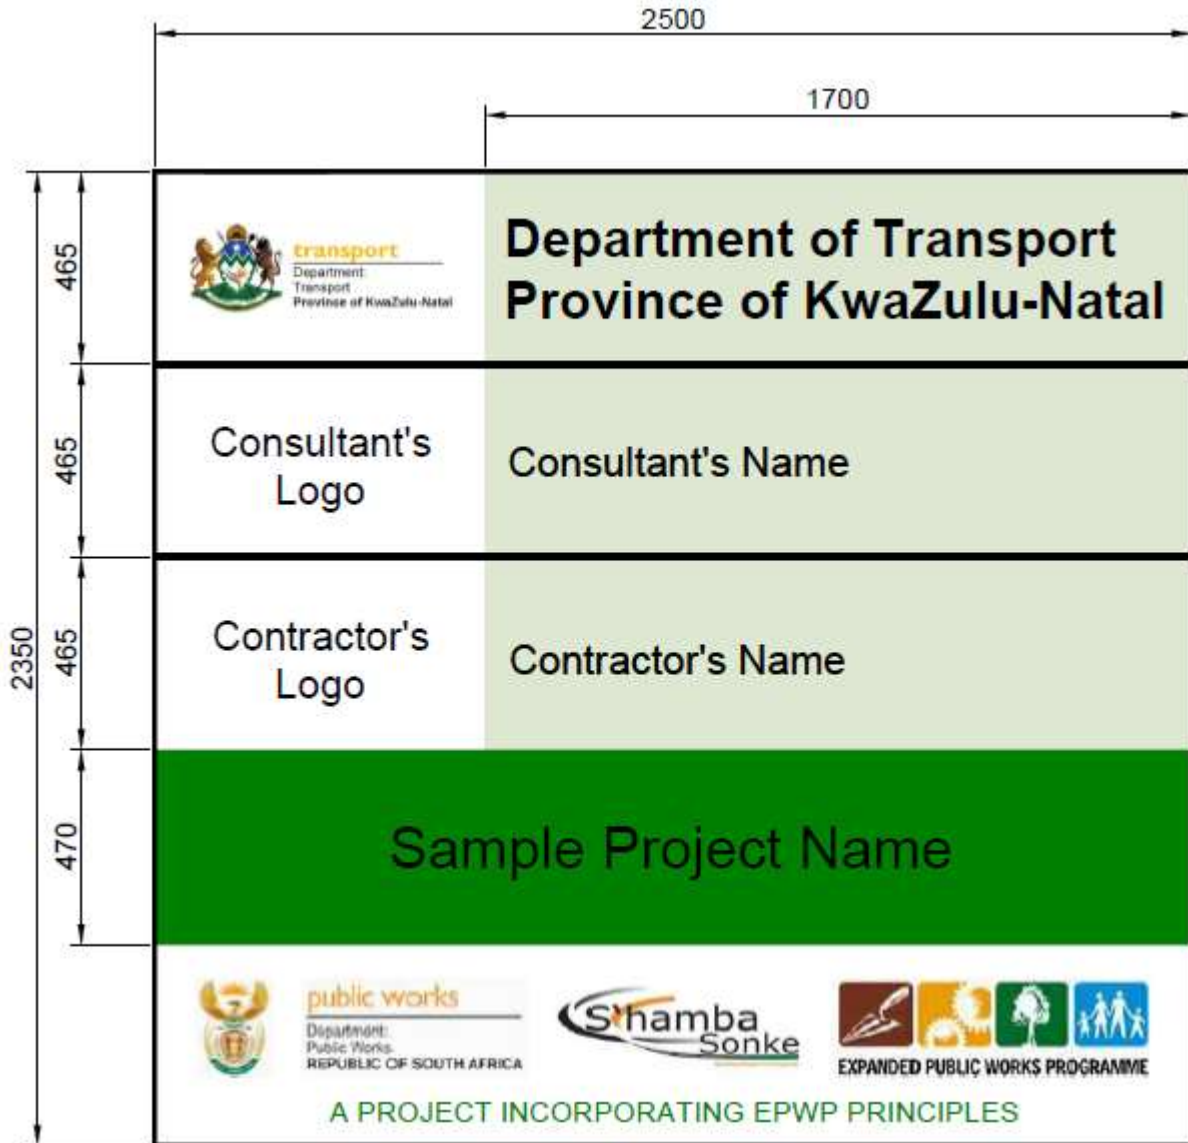 2500
1700
465
transport
Department:
Transport
Province of KwaZulu-Natal
Department of Transport
Province of KwaZulu-Natal
465
Consultant's
Logo
Consultant's Name
2350
465
Contractor's
Logo
Contractor's Name
470
Sample Project Name
public works
Department:
Public Works
REPUBLIC OF SOUTH AFRICA
S'hamba
Sonke
EXPANDED PUBLIC WORKS PROGRAMME
A PROJECT INCORPORATING EPWP PRINCIPLES